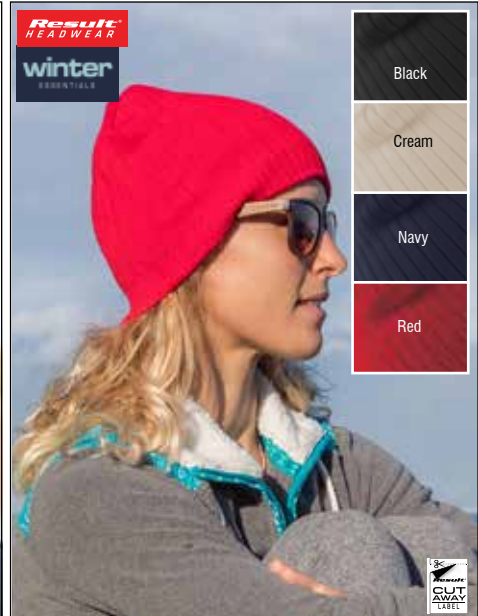 Result®
HEADWEAR
winter
ESSENTIALS
Black
Cream
Navy
Red
Result
CUT
AWAY
LABEL